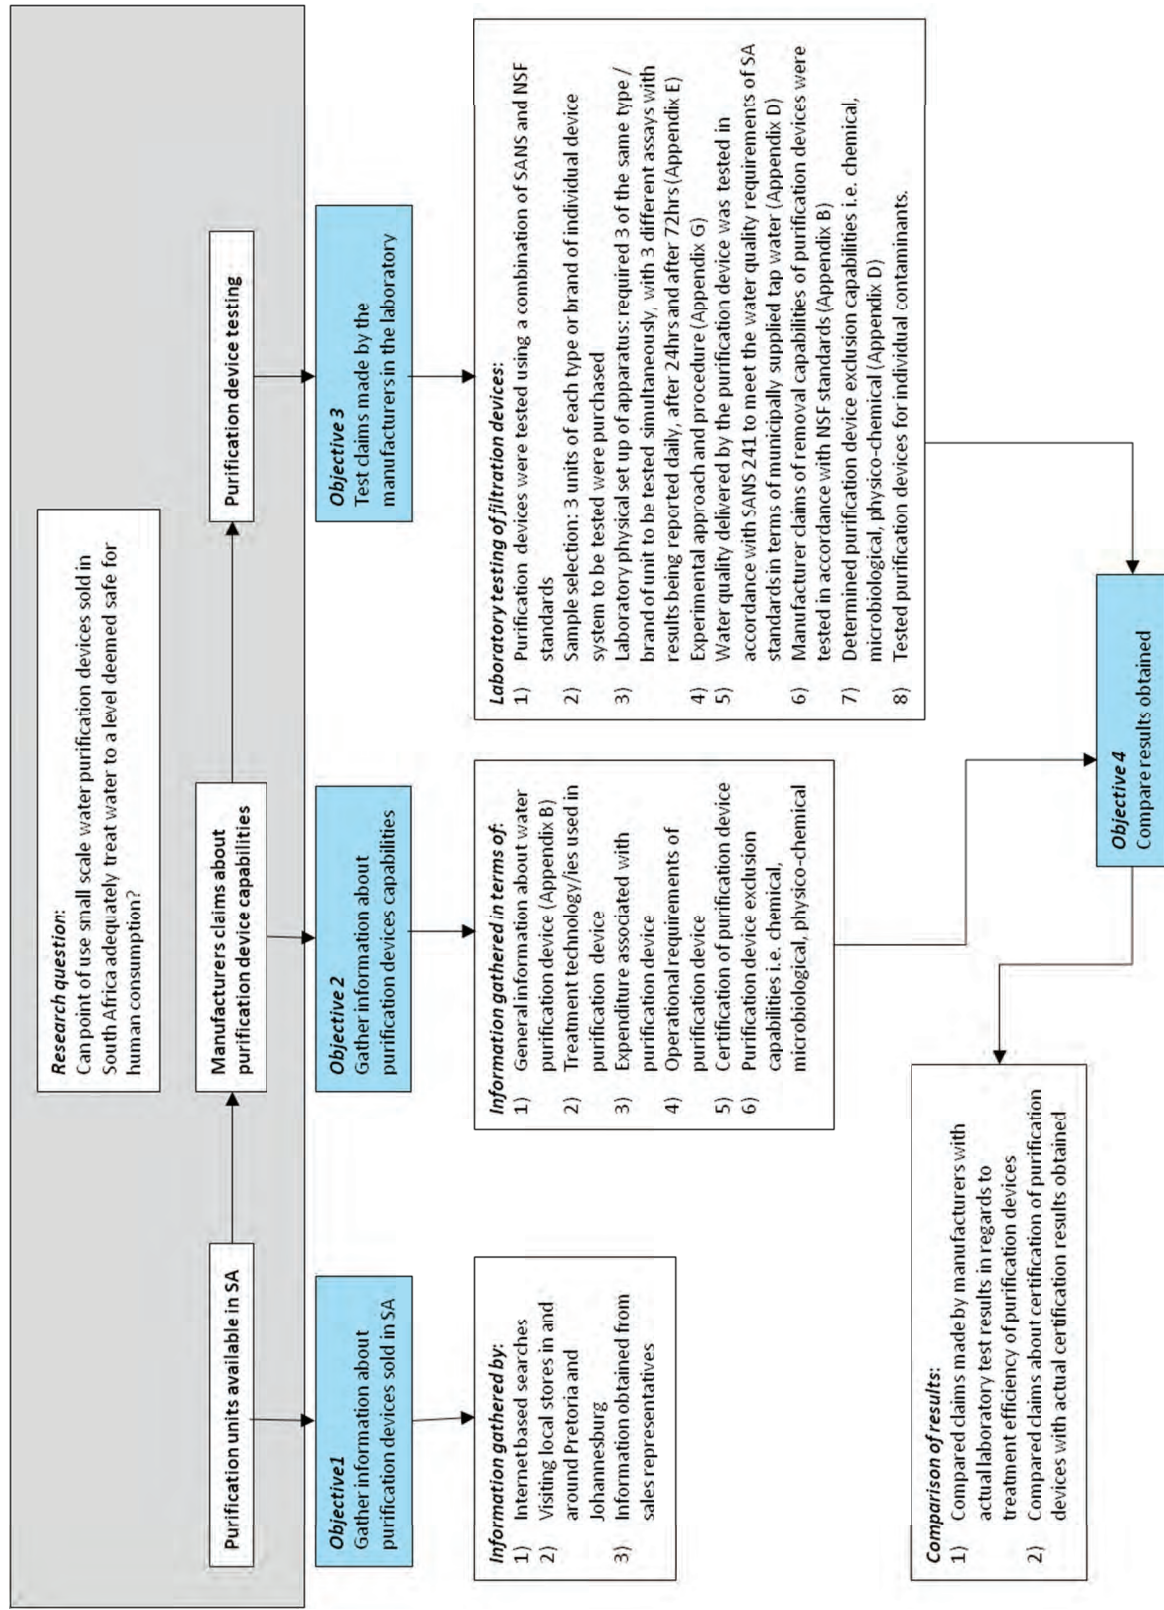 Research question:
Can point of use small scale water purification devices sold in
South Africa adequately treat water to a level deemed safe for
human consumption?
Purification units available in SA
Manufacturers claims about
purification device capabilities
Purification device testing
Objective1
Gather information about
purification devices sold in SA
Objective 2
Gather information about
purification devices capabilities
Objective 3
Test claims made by the
manufacturers in the laboratory
Information gathered by:
1) Internet based searches
2) Visiting local stores in and
around Pretoria and
Johannesburg
3) Information obtained from
sales representatives
Information gathered in terms of:
1) General information about water
purification device (Appendix B)
2) Treatment technology/ies used in
purification device
3) Expenditure associated with
purification device
4) Operational requirements of
purification device
5) Certification of purification device
6) Purification device exclusion
capabilities i.e. chemical,
microbiological, physico-chemical
Laboratory testing of filtration devices:
1) Purification devices were tested using a combination of SANS and NSF
standards
2) Sample selection: 3 units of each type or brand of individual device
system to be tested were purchased
3) Laboratory physical set up of apparatus: required 3 of the same type /
brand of unit to be tested simultaneously, with 3 different assays with
results being reported daily, after 24hrs and after 72hrs (Appendix E)
4) Experimental approach and procedure (Appendix G)
5) Water quality delivered by the purification device was tested in
accordance with SANS 241 to meet the water quality requirements of SA
standards in terms of municipally supplied tap water (Appendix D)
6) Manufacturer claims of removal capabilities of purification devices were
tested in accordance with NSF standards (Appendix B)
7) Determined purification device exclusion capabilities i.e. chemical,
microbiological, physico-chemical (Appendix D)
8) Tested purification devices for individual contaminants.
Objective 4
Compare results obtained
Comparison of results:
1) Compared claims made by manufacturers with
actual laboratory test results in regards to
treatment efficiency of purification devices
2) Compared claims about certification of purification
devices with actual certification results obtained